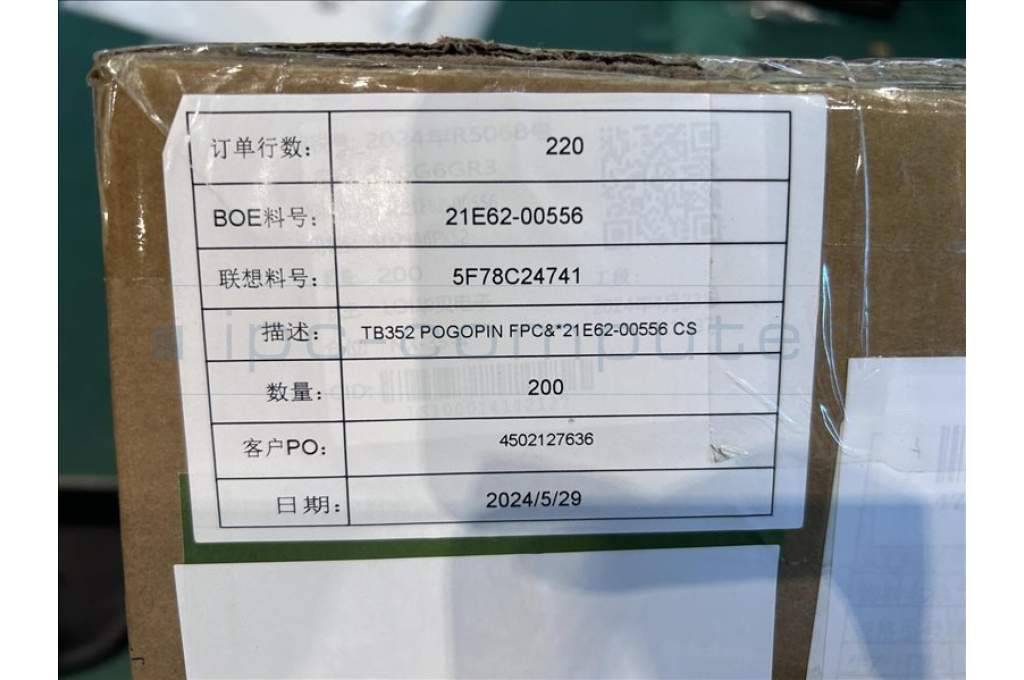 订单行数： 220
BOE料号： 21E62-00556
联想料号： 5F78C24741
描述： TB352 POGOPIN FPC&*21E62-00556 CS
ipc-computer
数量： 200
客户PO： 4502127636
日期： 2024/5/29